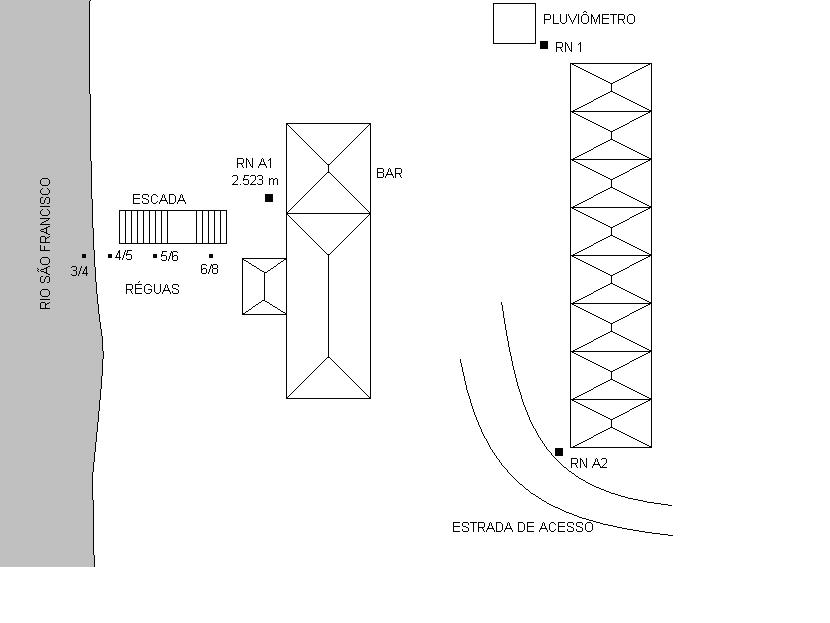 PLUVIÔMETRO
RN 1
RN A1
2.523 m
BAR
ESCADA
RIO SÃO FRANCISCO
4/5
5/6
3/4
6/8
RÉGUAS
RN A2
ESTRADA DE ACESSO